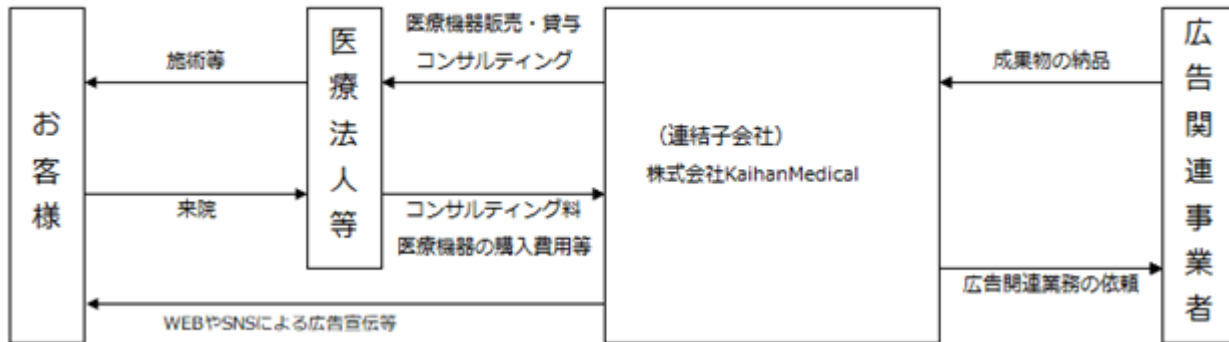 お客様
施術等
来院
医療法人等
医療機器販売・貸与
コンサルティング
コンサルティング料
医療機器の購入費用等
WEBやSNSによる広告宣伝等
（連結子会社）
株式会社KaihanMedical
成果物の納品
広告関連業務の依頼
広告関連事業者